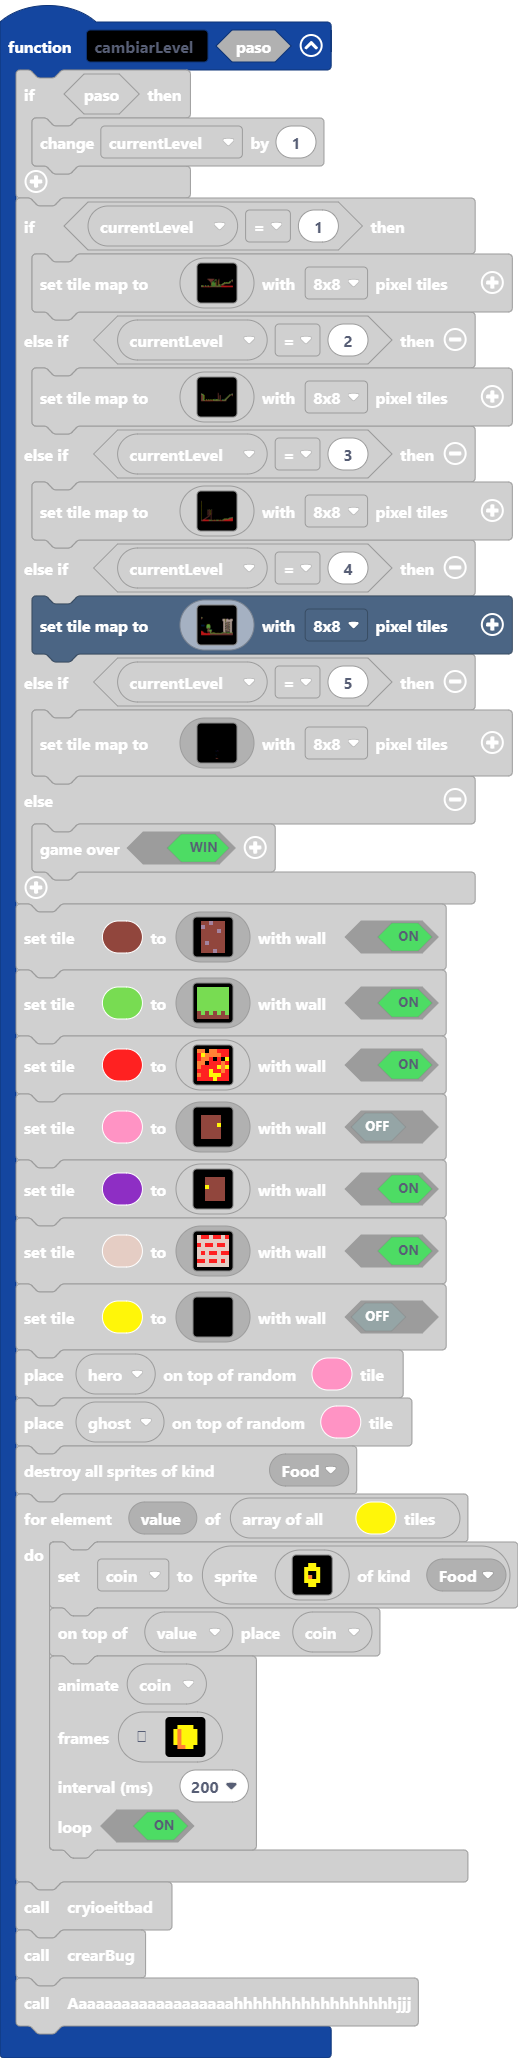 function cambiarLevel paso
if paso then
change currentLevel by 1
if currentLevel = 1 then
set tile map to with 8x8 pixel tiles
else if currentLevel = 2 then
set tile map to with 8x8 pixel tiles
else if currentLevel = 3 then
set tile map to with 8x8 pixel tiles
else if currentLevel = 4 then
set tile map to with 8x8 pixel tiles
else if currentLevel = 5 then
set tile map to with 8x8 pixel tiles
else
game over WIN
set tile to with wall ON
set tile to with wall ON
set tile to with wall ON
set tile to with wall OFF
set tile to with wall ON
set tile to with wall ON
set tile to with wall OFF
place hero on top of random tile
place ghost on top of random tile
destroy all sprites of kind Food
for element value of array of all tiles
do
set coin to sprite of kind Food
on top of value place coin
animate coin
frames
interval (ms) 200
loop ON
call cryioeitbad
call crearBug